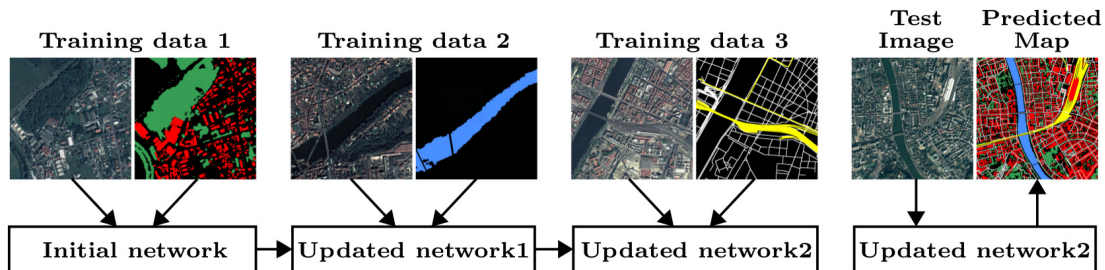 Training data 1
Training data 2
Training data 3
Test
Image
Predicted
Map
Initial network
Updated network1
Updated network2
Updated network2